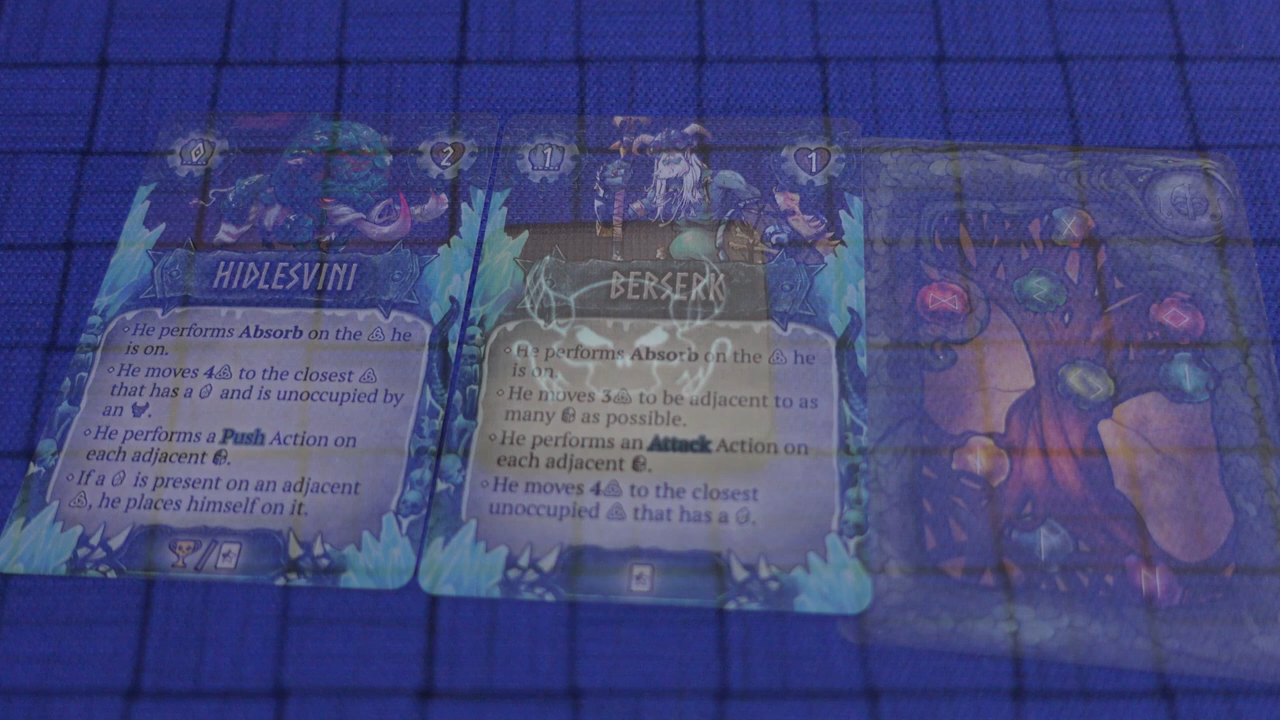 2
HIDLESVINI
He performs Absorb on the he
is on.
He moves 4 to the closest
that has a and is unoccupied by
an .
He performs a Push Action on
each adjacent .
If a is present on an adjacent
, he places himself on it.
1
1
BERSERK
He performs Absorb on the he
is on.
He moves 3 to be adjacent to as
many as possible.
He performs an Attack Action on
each adjacent .
He moves 4 to the closest
unoccupied that has a .